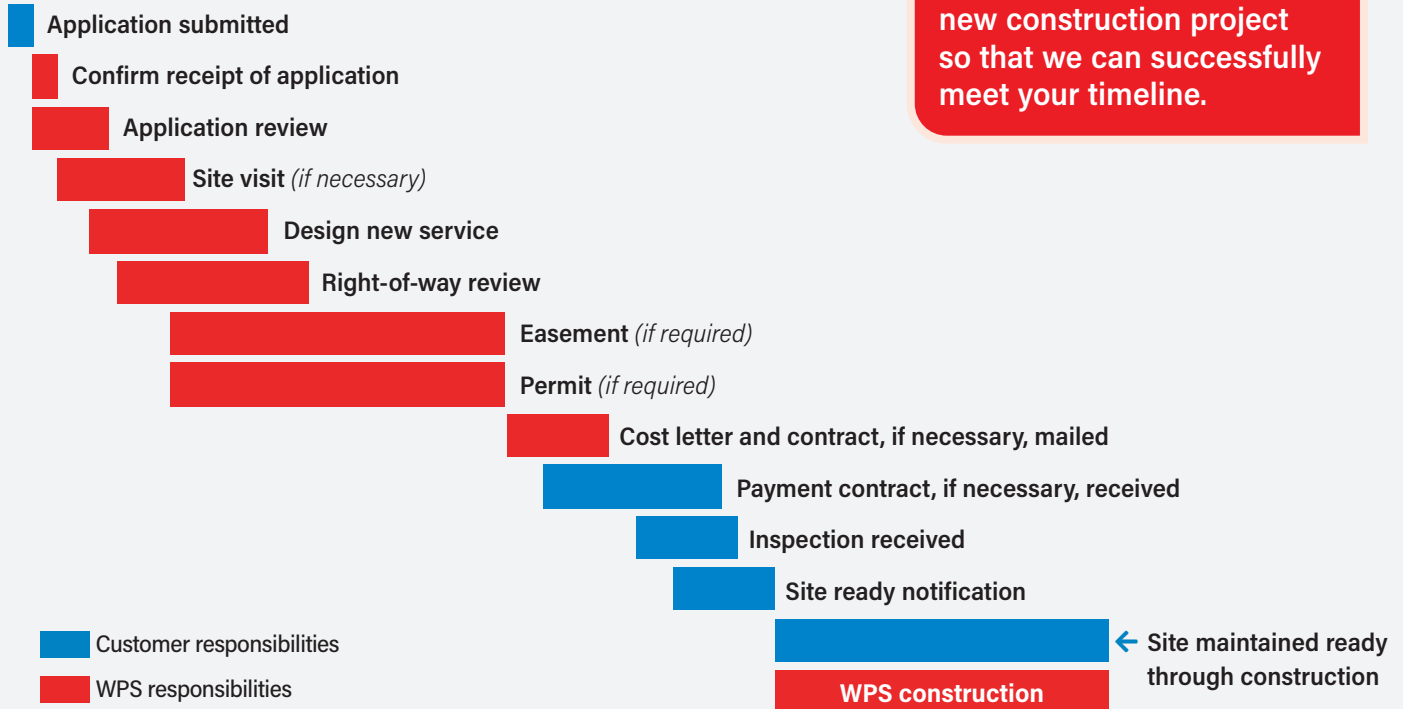 Application submitted
new construction project
so that we can successfully
meet your timeline.
Confirm receipt of application
Application review
Site visit (if necessary)
Design new service
Right-of-way review
Easement (if required)
Permit (if required)
Cost letter and contract, if necessary, mailed
Payment contract, if necessary, received
Inspection received
Site ready notification
Customer responsibilities
WPS responsibilities
← Site maintained ready
through construction
WPS construction